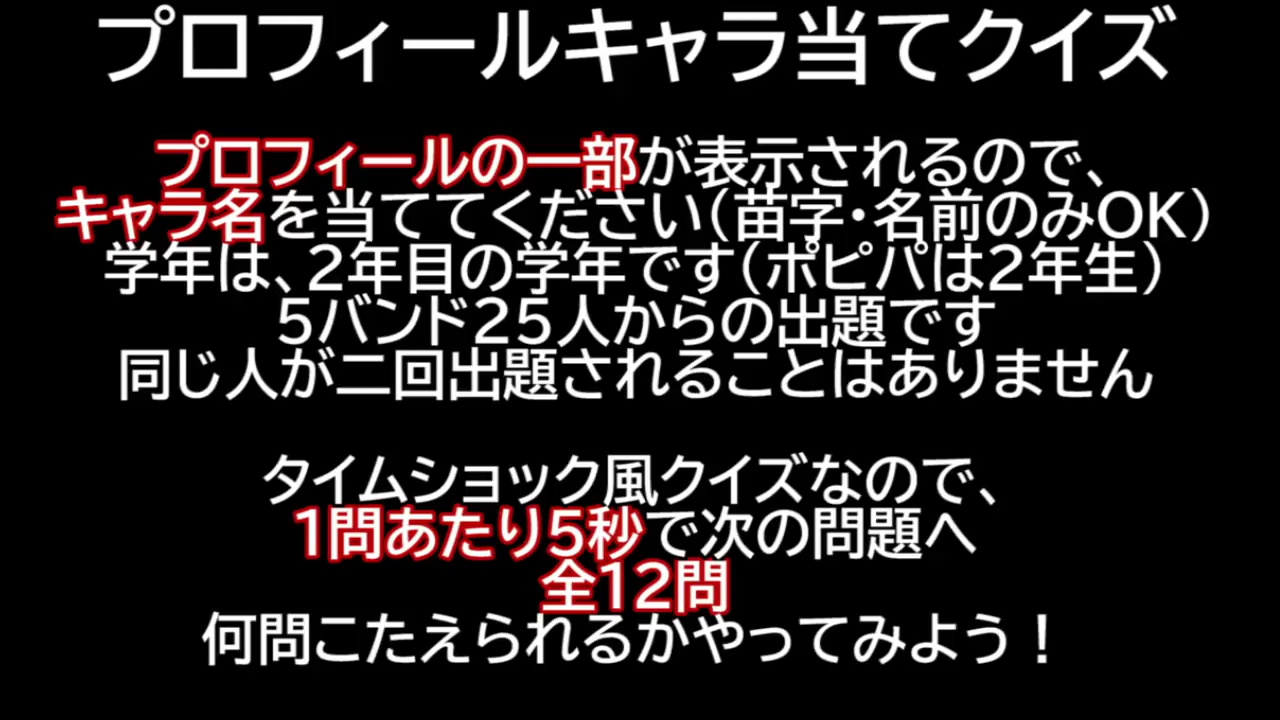 プロフィールキャラ当てクイズ
プロフィールの一部が表示されるので、
キャラ名を当ててください（苗字・名前のみOK）
学年は、2年目の学年です（ポピパは2年生）
5バンド25人からの出題です
同じ人が二回出題されることはありません
タイムショック風クイズなので、
1問あたり5秒で次の問題へ
全12問
何問こたえられるかやってみよう！